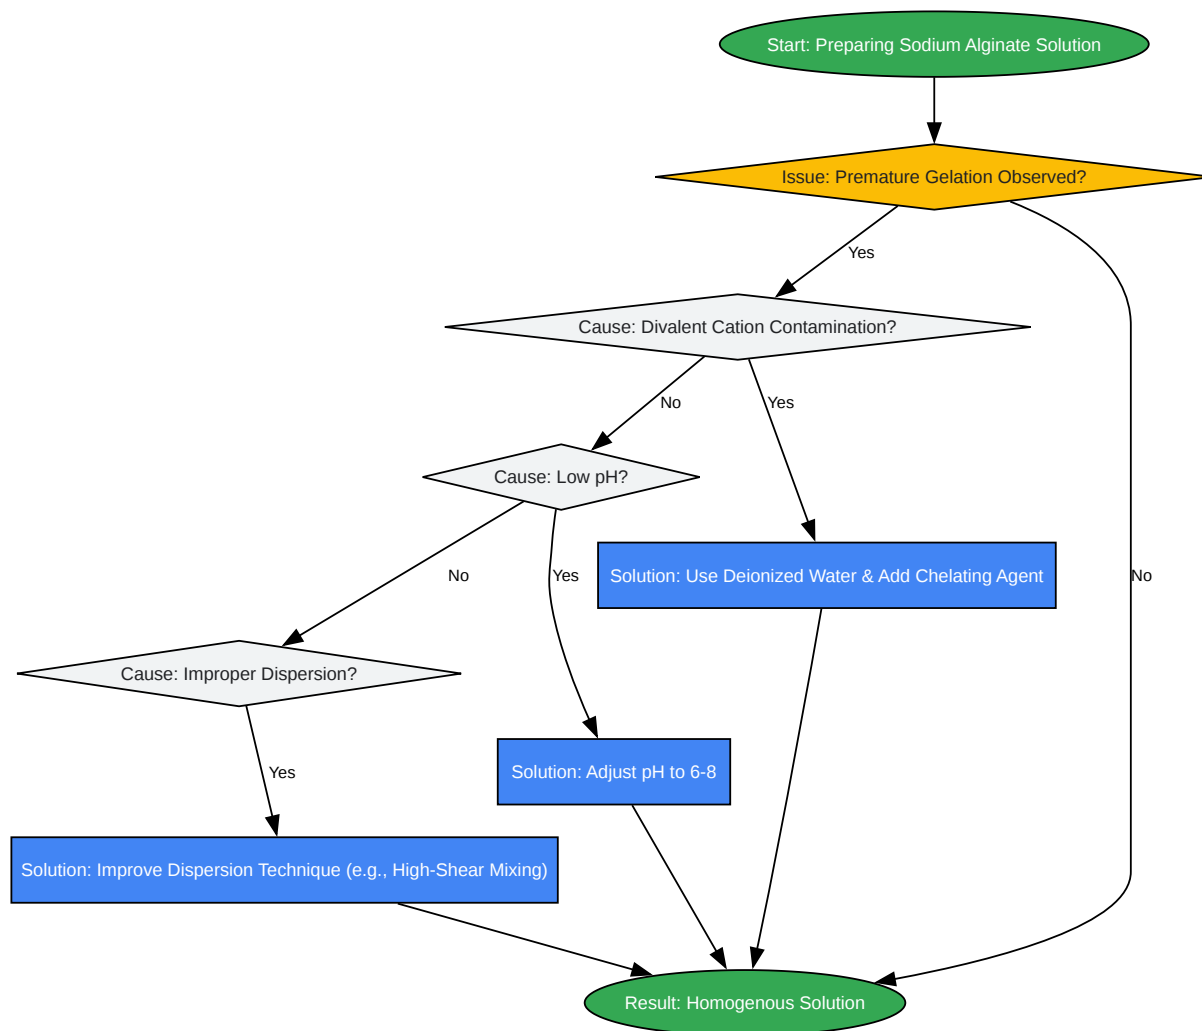 Start: Preparing Sodium Alginate Solution
Issue: Premature Gelation Observed?
Yes
Cause: Divalent Cation Contamination?
No
Yes
Cause: Low pH?
Solution: Use Deionized Water & Add Chelating Agent
No
Yes
No
Cause: Improper Dispersion?
Yes
Solution: Adjust pH to 6-8
Solution: Improve Dispersion Technique (e.g., High-Shear Mixing)
Result: Homogenous Solution